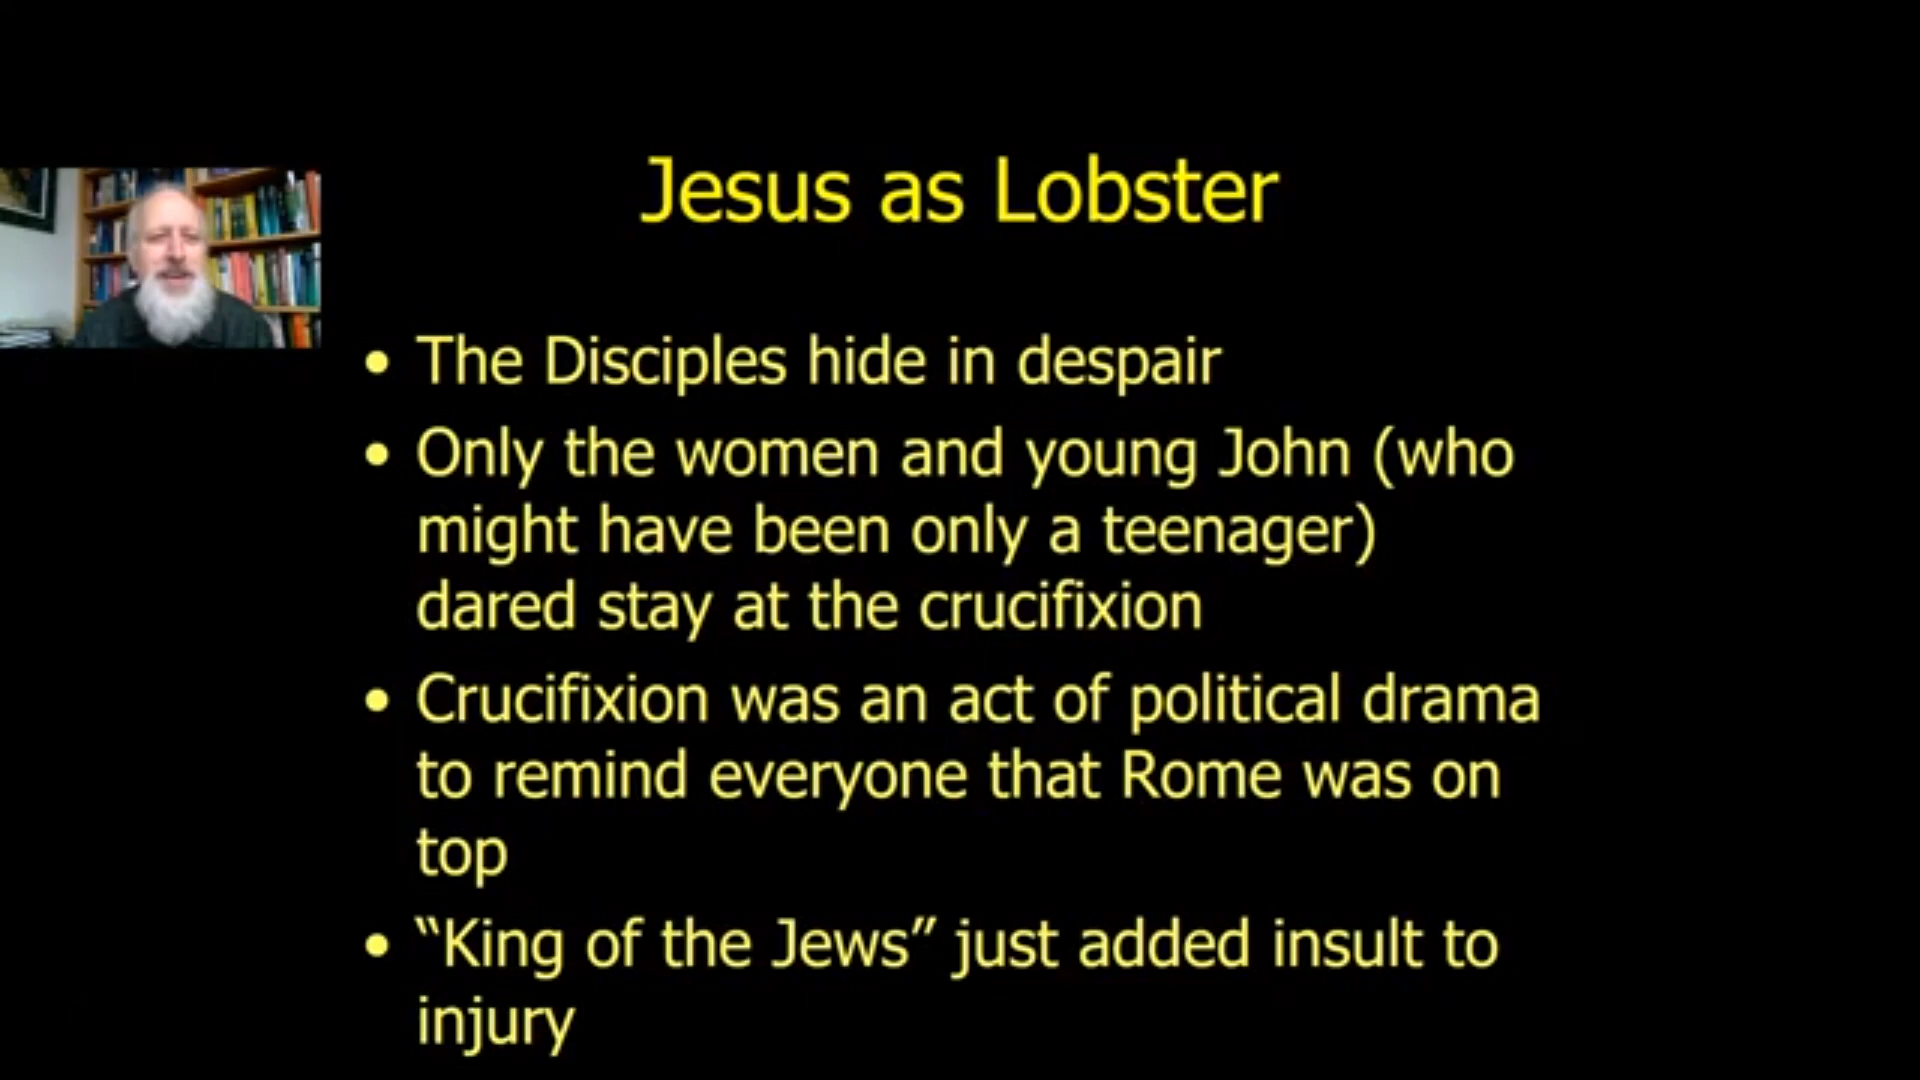 Jesus as Lobster
• The Disciples hide in despair
• Only the women and young John (who
might have been only a teenager)
dared stay at the crucifixion
• Crucifixion was an act of political drama
to remind everyone that Rome was on
top
• “King of the Jews” just added insult to
injury